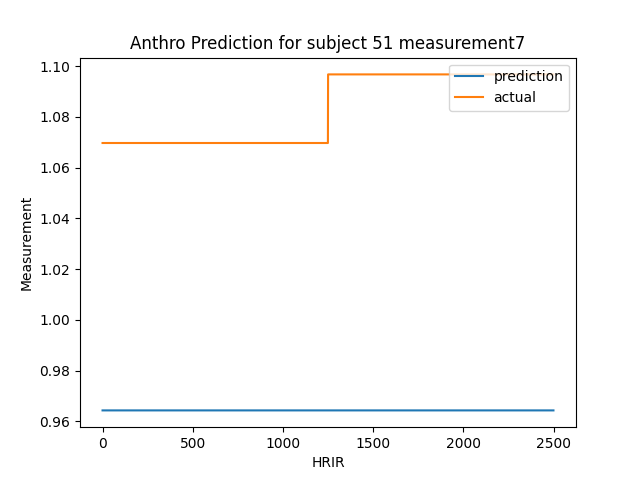 Anthro Prediction for subject 51 measurement7
prediction
actual
Measurement
1.10
1.08
1.06
1.04
1.02
1.00
0.98
0.96
0
500
1000
1500
2000
2500
HRIR